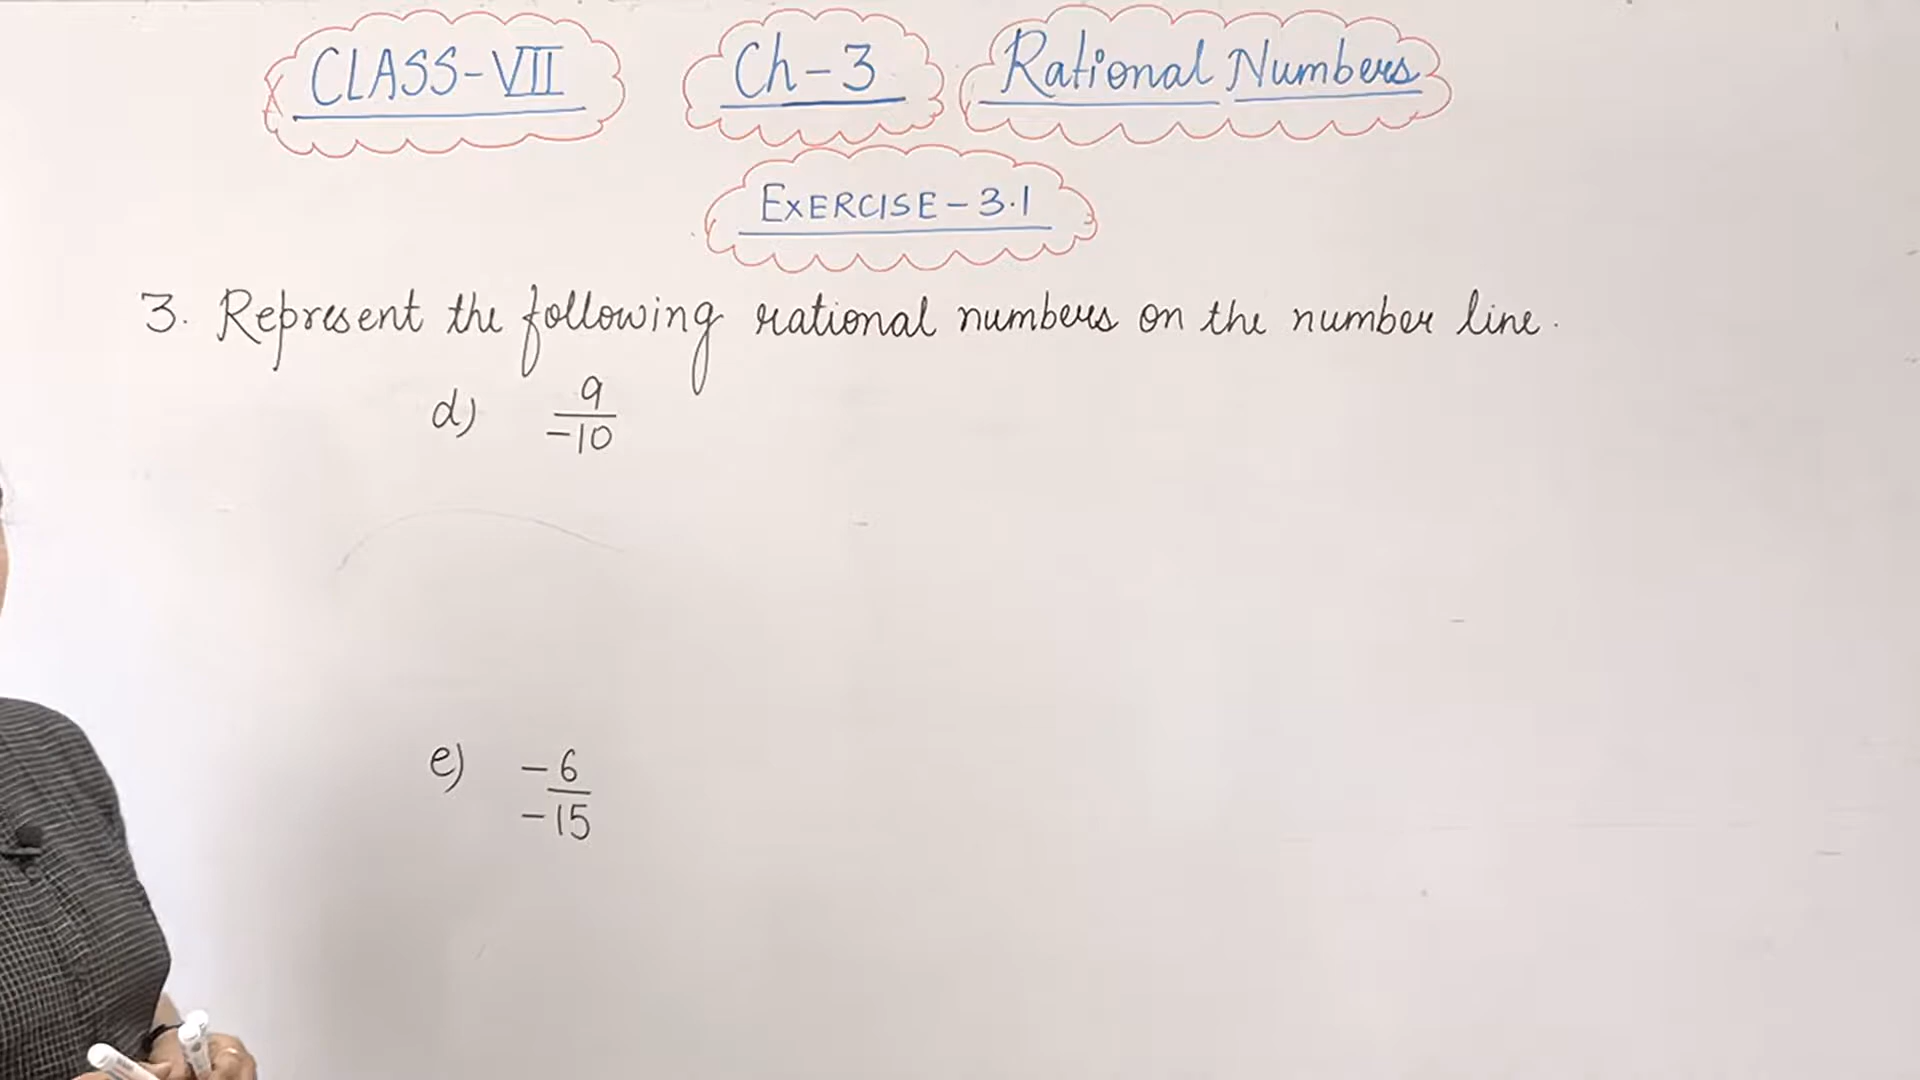 CLASS-VII Ch-3 Rational Numbers
EXERCISE-3.1
3. Represent the following rational numbers on the number line.
d) 9/-10
e) -6/-15